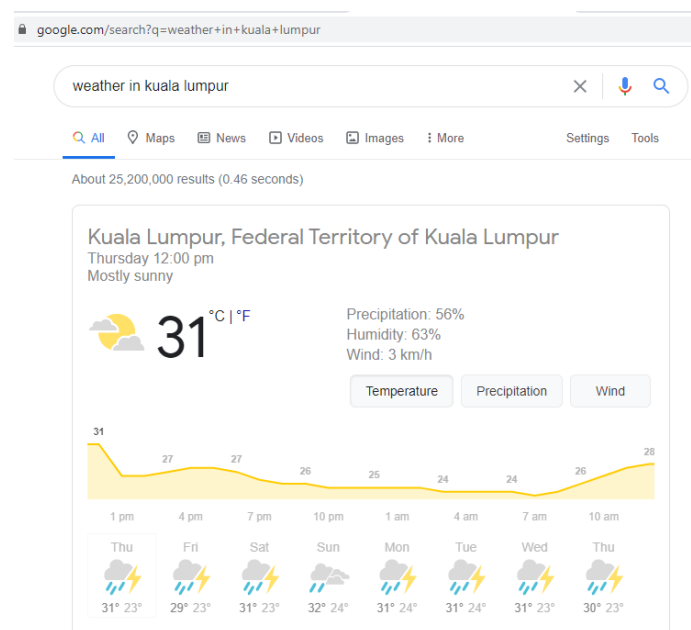 google.com/search?q=weather+in+kuala+lumpur
weather in kuala lumpur
All Maps News Videos Images More Settings Tools
About 25,200,000 results (0.46 seconds)
Kuala Lumpur, Federal Territory of Kuala Lumpur
Thursday 12:00 pm
Mostly sunny
31 °C | °F
Precipitation: 56%
Humidity: 63%
Wind: 3 km/h
Temperature Precipitation Wind
31 27 27 26 25 24 24 26 28
1 pm 4 pm 7 pm 10 pm 1 am 4 am 7 am 10 am
Thu Fri Sat Sun Mon Tue Wed Thu
31° 23° 29° 23° 31° 23° 32° 24° 31° 24° 31° 24° 31° 23° 30° 23°